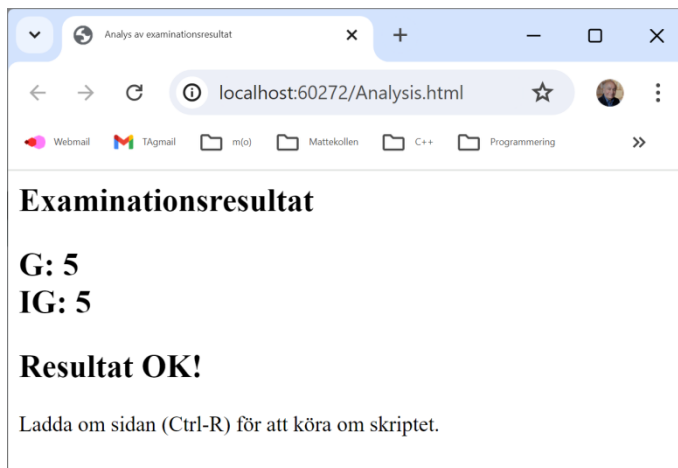 Analys av examinationsresultat
localhost:60272/Analysis.html
Webmail TAgmail m(o) Mattekollen C++ Programmering
Examinationsresultat
G: 5
IG: 5
Resultat OK!
Ladda om sidan (Ctrl-R) för att köra om skriptet.